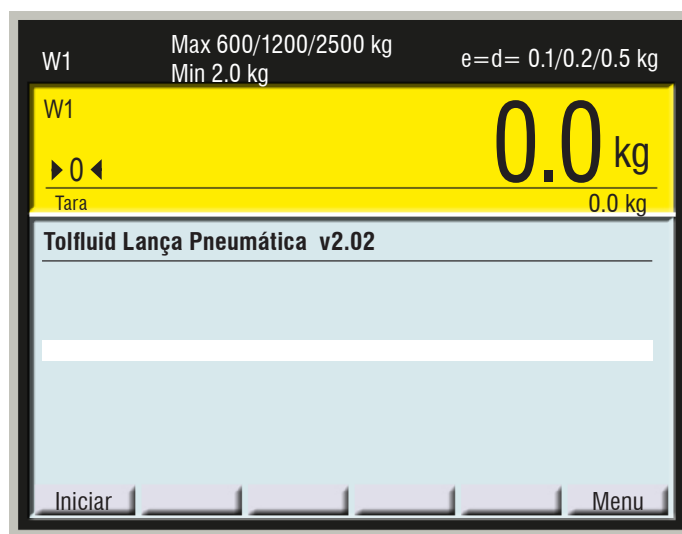 W1 Max 600/1200/2500 kg e=d= 0.1/0.2/0.5 kg
Min 2.0 kg
W1
0.0 kg
0
Tara 0.0 kg
Tolfluid Lança Pneumática v2.02
Iniciar Menu